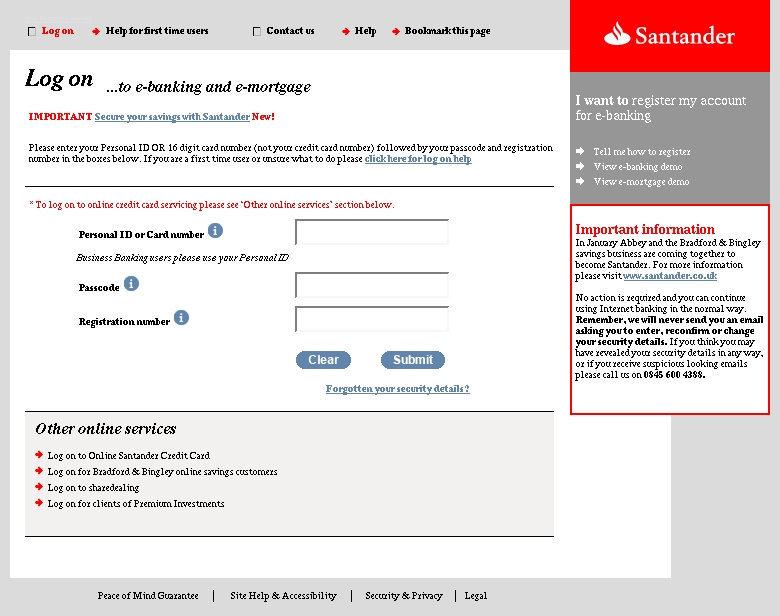 Log on
Help for first time users
Contact us
Help
Bookmark this page
Santander
Log on ...to e-banking and e-mortgage
IMPORTANT Secure your savings with Santander New!
Please enter your Personal ID OR 16 digit card number (not your credit card number) followed by your passcode and registration
number in the boxes below. If you are a first time user or unsure what to do please click here for log on help
* To log on to online credit card servicing please see 'Other online services' section below.
Personal ID or Card number i
Business Banking users please use your Personal ID
Passcode i
Registration number i
Clear
Submit
Forgotten your security details?
Other online services
Log on to Online Santander Credit Card
Log on for Bradford & Bingley online savings customers
Log on to sharedealing
Log on for clients of Premium Investments
I want to register my account
for e-banking
Tell me how to register
View e-banking demo
View e-mortgage demo
Important information
In January Abbey and the Bradford & Bingley
savings business are coming together to
become Santander. For more information
please visit www.santander.co.uk
No action is required and you can continue
using Internet banking in the normal way.
Remember, we will never send you an email
asking you to enter, reconfirm or change
your security details. If you think you may
have revealed your security details in any way,
or if you receive suspicious looking emails
please call us on 0845 600 4388.
Peace of Mind Guarantee | Site Help & Accessibility | Security & Privacy | Legal